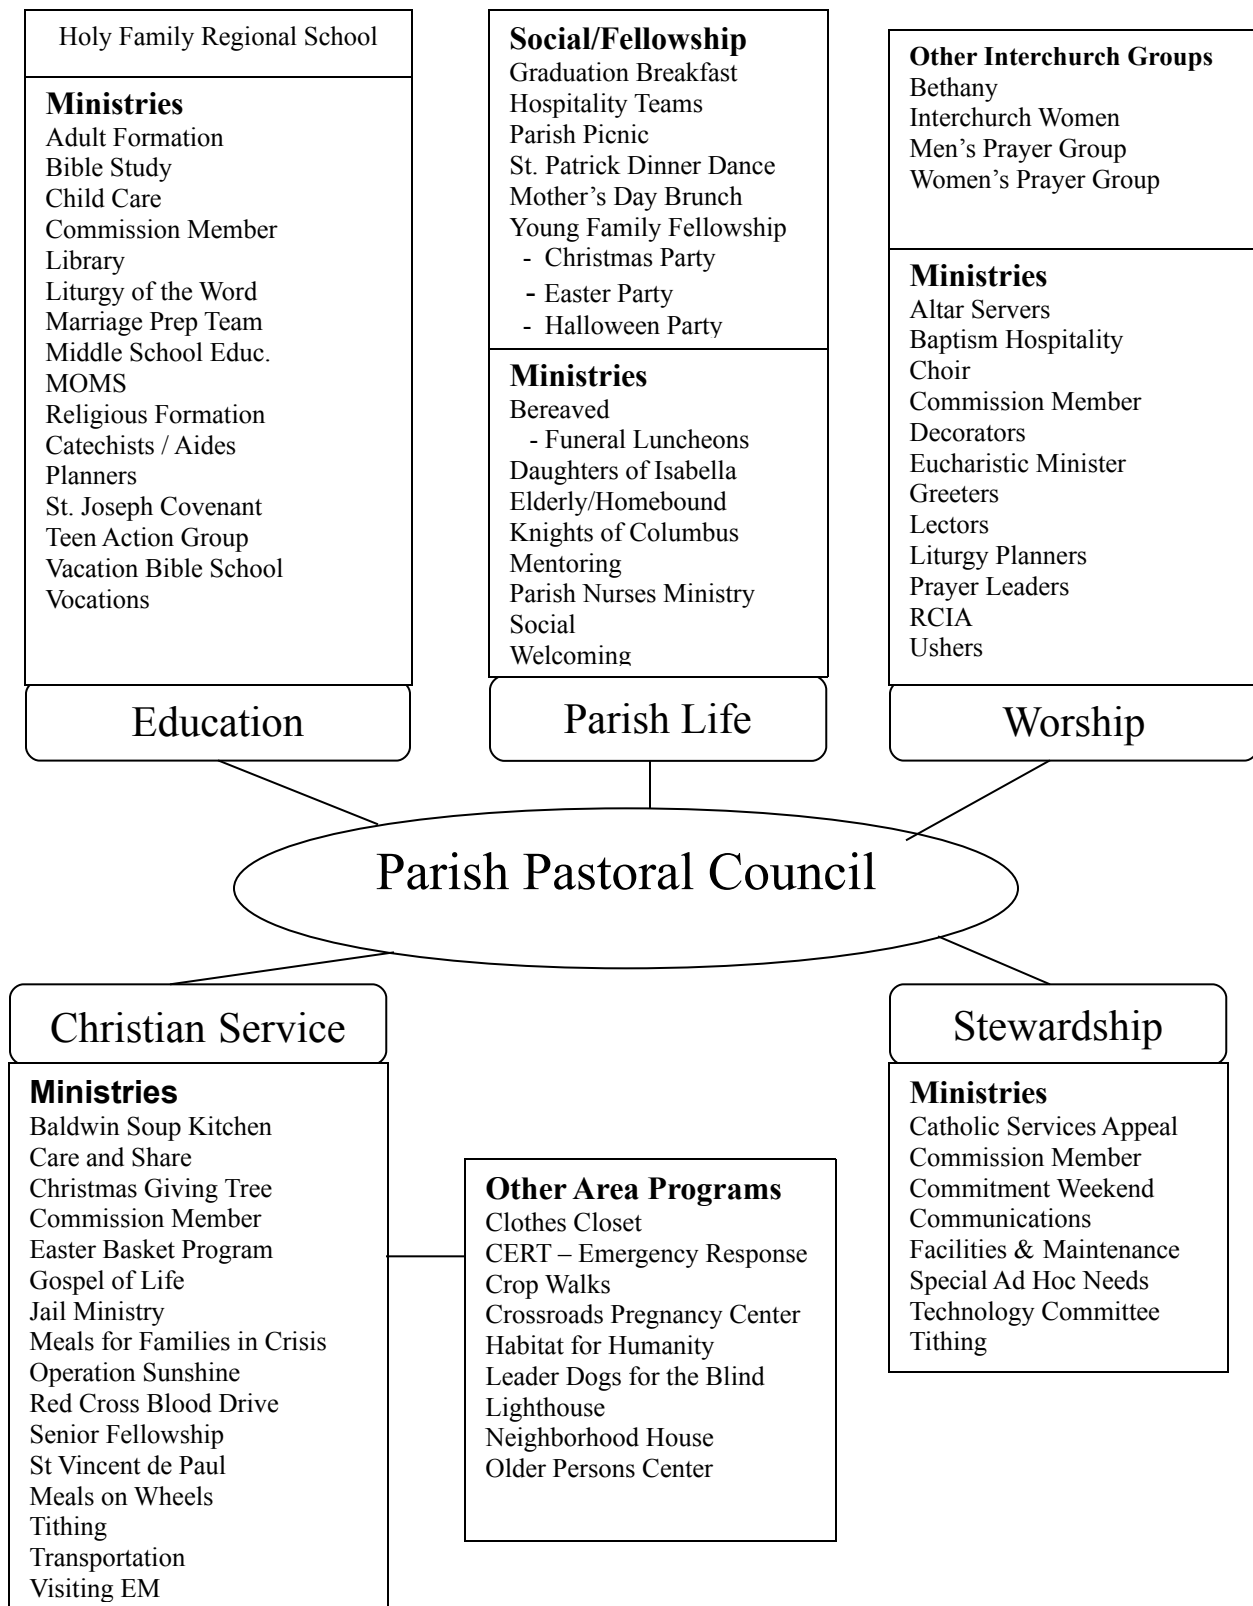 Holy Family Regional School
Ministries
Adult Formation
Bible Study
Child Care
Commission Member
Library
Liturgy of the Word
Marriage Prep Team
Middle School Educ.
MOMS
Religious Formation
Catechists / Aides
Planners
St. Joseph Covenant
Teen Action Group
Vacation Bible School
Vocations
Education
Social/Fellowship
Graduation Breakfast
Hospitality Teams
Parish Picnic
St. Patrick Dinner Dance
Mother’s Day Brunch
Young Family Fellowship
- Christmas Party
- Easter Party
- Halloween Party
Ministries
Bereaved
- Funeral Luncheons
Daughters of Isabella
Elderly/Homebound
Knights of Columbus
Mentoring
Parish Nurses Ministry
Social
Welcoming
Parish Life
Other Interchurch Groups
Bethany
Interchurch Women
Men’s Prayer Group
Women’s Prayer Group
Ministries
Altar Servers
Baptism Hospitality
Choir
Commission Member
Decorators
Eucharistic Minister
Greeters
Lectors
Liturgy Planners
Prayer Leaders
RCIA
Ushers
Worship
Parish Pastoral Council
Christian Service
Ministries
Baldwin Soup Kitchen
Care and Share
Christmas Giving Tree
Commission Member
Easter Basket Program
Gospel of Life
Jail Ministry
Meals for Families in Crisis
Operation Sunshine
Red Cross Blood Drive
Senior Fellowship
St Vincent de Paul
Meals on Wheels
Tithing
Transportation
Visiting EM
Other Area Programs
Clothes Closet
CERT – Emergency Response
Crop Walks
Crossroads Pregnancy Center
Habitat for Humanity
Leader Dogs for the Blind
Lighthouse
Neighborhood House
Older Persons Center
Stewardship
Ministries
Catholic Services Appeal
Commission Member
Commitment Weekend
Communications
Facilities & Maintenance
Special Ad Hoc Needs
Technology Committee
Tithing